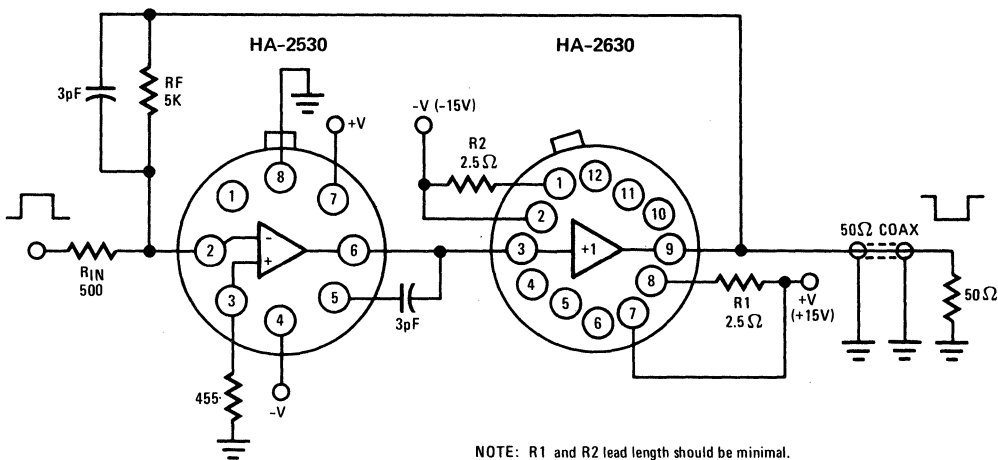 HA-2530
HA-2630
3pF
RF
5K
-V (-15V)
+V
R2
2.5Ω
8
1
7
1
12
11
10
2
RIN
500
2
-
+
6
3
+1
9
50Ω COAX
50Ω
3
5
4
3pF
4
5
6
7
8
R1
2.5Ω
+V
(+15V)
455
-V
NOTE: R1 and R2 lead length should be minimal.